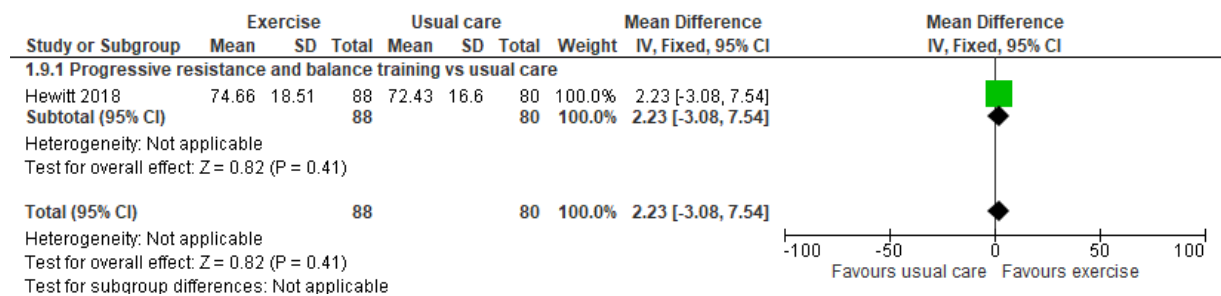 Exercise Usual care Mean Difference Mean Difference
Study or Subgroup Mean SD Total Mean SD Total Weight IV, Fixed, 95% CI IV, Fixed, 95% CI
1.9.1 Progressive resistance and balance training vs usual care
Hewitt 2018 74.66 18.51 88 72.43 16.6 80 100.0% 2.23 [-3.08, 7.54]
Subtotal (95% CI) 88 80 100.0% 2.23 [-3.08, 7.54]
Heterogeneity: Not applicable
Test for overall effect: Z = 0.82 (P = 0.41)
Total (95% CI) 88 80 100.0% 2.23 [-3.08, 7.54]
Heterogeneity: Not applicable
Test for overall effect: Z = 0.82 (P = 0.41)
Test for subgroup differences: Not applicable
-100 -50 0 50 100
Favours usual care Favours exercise